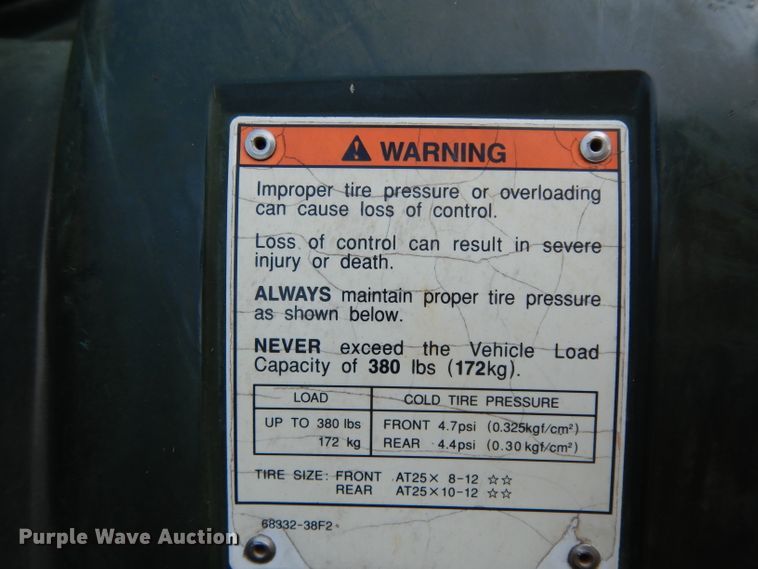 WARNING
Improper tire pressure or overloading
can cause loss of control.
Loss of control can result in severe
injury or death.
ALWAYS maintain proper tire pressure
as shown below.
NEVER exceed the Vehicle Load
Capacity of 380 lbs (172kg).
LOAD COLD TIRE PRESSURE
UP TO 380 lbs FRONT 4.7psi (0.325kgf/cm²)
172 kg REAR 4.4psi (0.30kgf/cm²)
TIRE SIZE: FRONT AT25× 8-12 ☆☆
REAR AT25×10-12 ☆☆
68332-38F2
Purple Wave Auction